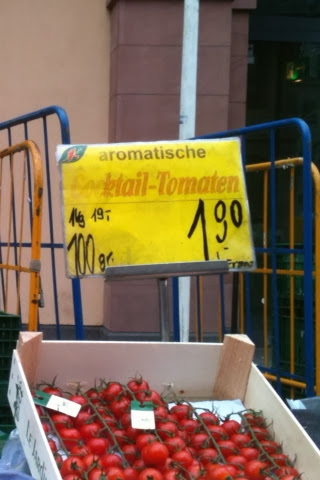 aromatische
Cocktail-Tomaten
1kg 19,-
100 gr.
1,90